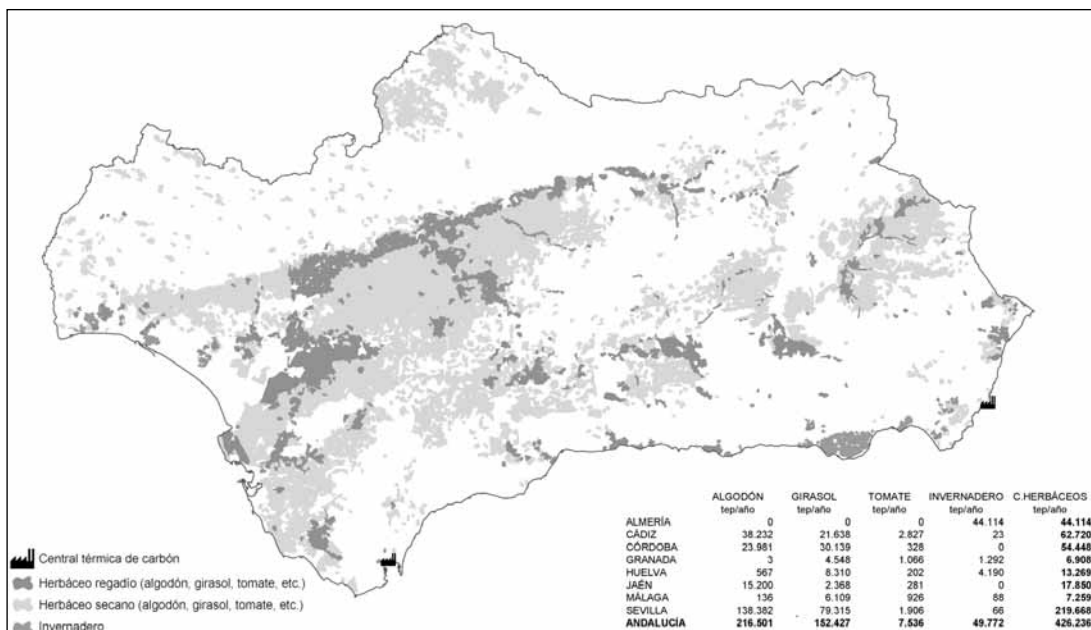 ALGODÓN GIRASOL TOMATE INVERNADERO C.HERBÁCEOS
tep/año tep/año tep/año tep/año tep/año
ALMERÍA 0 0 0 44.114 44.114
CÁDIZ 38.232 21.638 2.827 23 62.720
CÓRDOBA 23.981 30.139 328 0 54.448
GRANADA 3 4.548 1.066 1.292 6.908
HUELVA 567 8.310 202 4.190 13.269
JAÉN 15.200 2.368 281 0 17.850
MÁLAGA 136 6.109 926 88 7.259
SEVILLA 138.382 79.315 1.906 66 219.668
ANDALUCÍA 216.501 152.427 7.536 49.772 426.236
Central térmica de carbón
Herbáceo regadío (algodón, girasol, tomate, etc.)
Herbáceo secano (algodón, girasol, tomate, etc.)
Invernadero